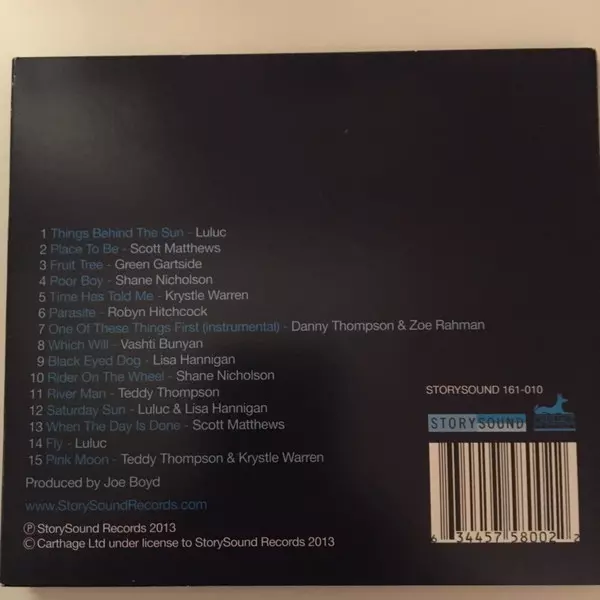 1 Things Behind The Sun - Luluc
2 Place To Be - Scott Matthews
3 Fruit Tree - Green Gartside
4 Poor Boy - Shane Nicholson
5 Time Has Told Me - Krystle Warren
6 Parasite - Robyn Hitchcock
7 One Of These Things First (instrumental) - Danny Thompson & Zoe Rahman
8 Which Will - Vashti Bunyan
9 Black Eyed Dog - Lisa Hannigan
10 Rider On The Wheel - Shane Nicholson
11 River Man - Teddy Thompson
12 Saturday Sun - Luluc & Lisa Hannigan
13 When The Day Is Done - Scott Matthews
14 Fly - Luluc
15 Pink Moon - Teddy Thompson & Krystle Warren
Produced by Joe Boyd
www.StorySoundRecords.com
℗ StorySound Records 2013
© Carthage Ltd under license to StorySound Records 2013
STORYSOUND 161-010
STORYSOUND
6 34457 58002 2